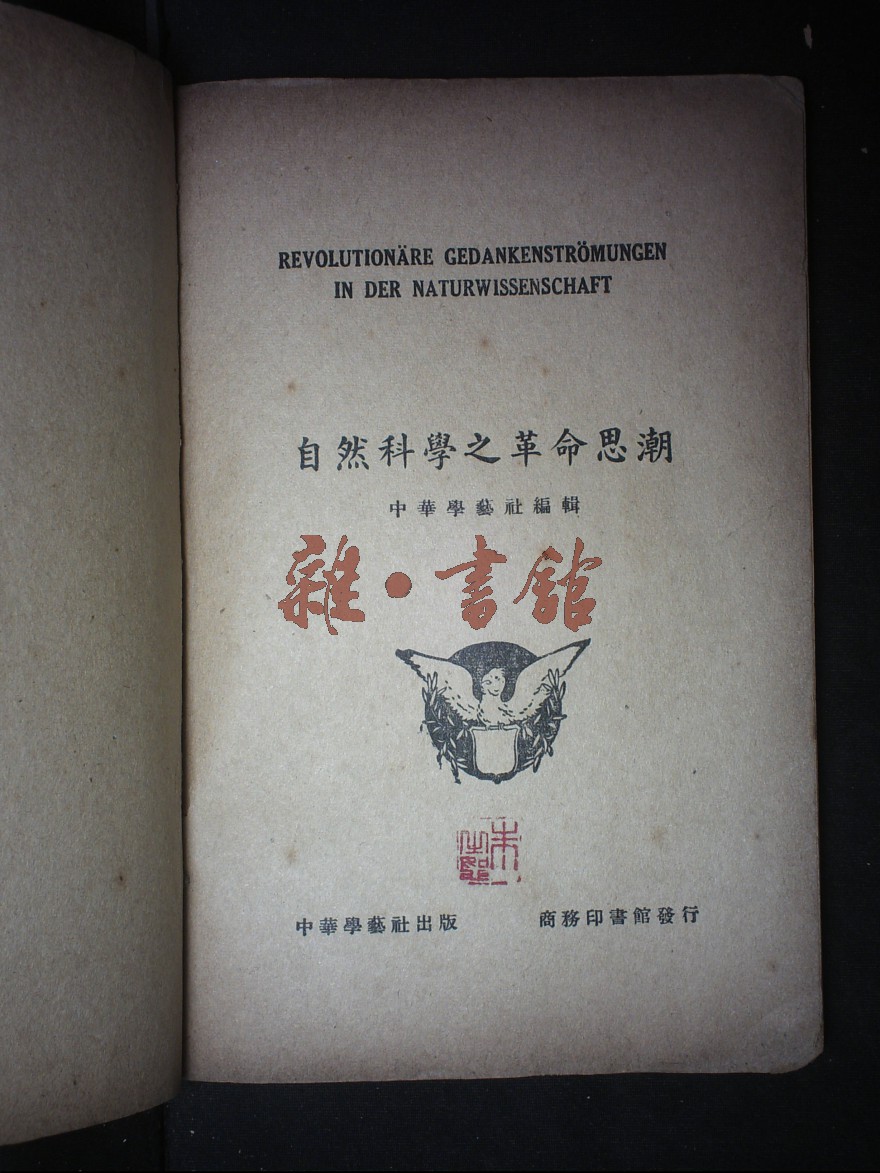 REVOLUTIONÄRE GEDANKENSTRÖMUNGEN
IN DER NATURWISSENSCHAFT
自然科學之革命思潮
中華學藝社編輯
雜·書館
中華學藝社出版 商務印書館發行